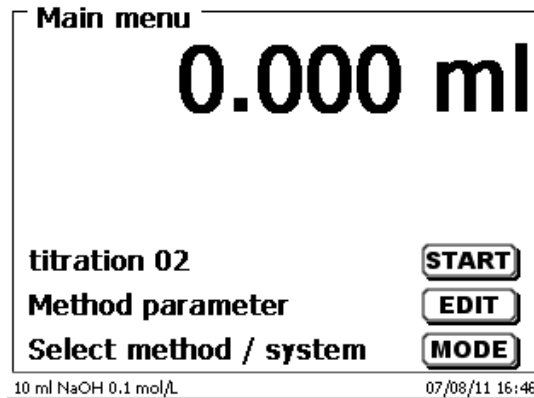 Main menu
0.000 ml
titration 02 START
Method parameter EDIT
Select method / system MODE
10 ml NaOH 0.1 mol/L 07/08/11 16:46